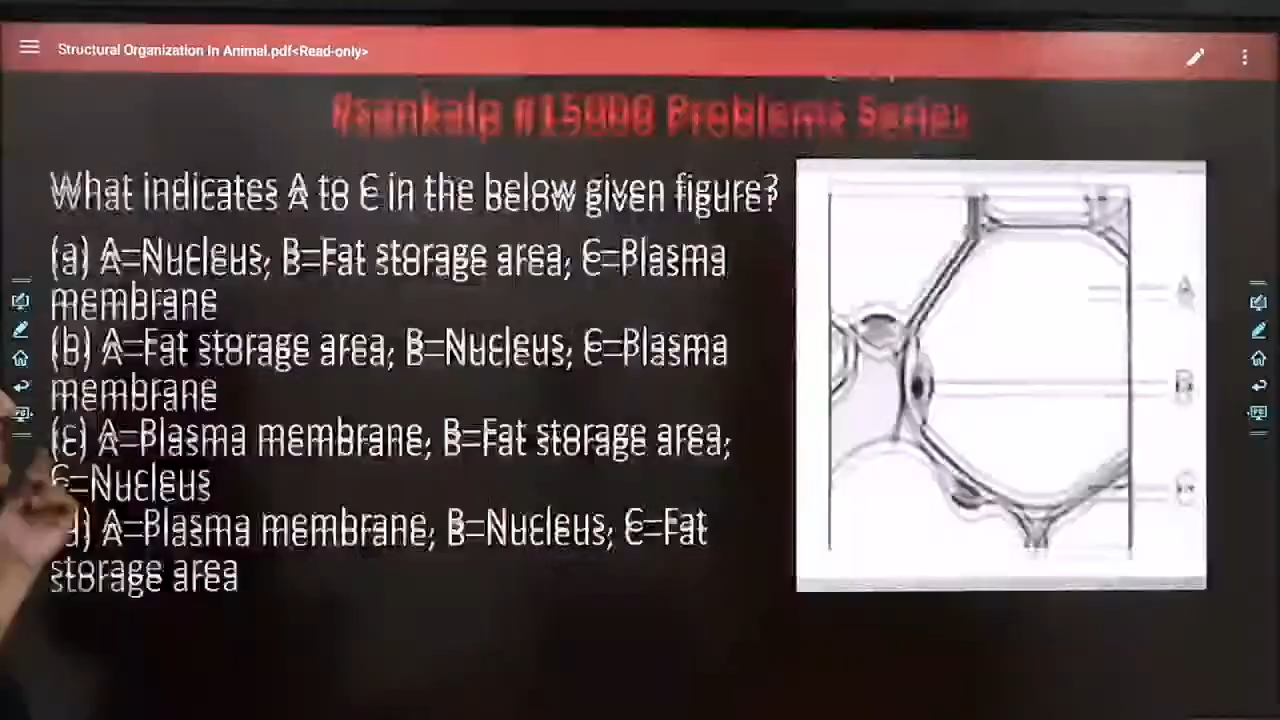 Structural Organization In Animal.pdf<Read-only>
#sankalp #15000 Problems Series
What indicates A to C in the below given figure?
(a) A=Nucleus, B=Fat storage area, C=Plasma
membrane
(b) A=Fat storage area, B=Nucleus, C=Plasma
membrane
(c) A=Plasma membrane, B=Fat storage area,
C=Nucleus
(d) A=Plasma membrane, B=Nucleus, C=Fat
storage area
A
B
C